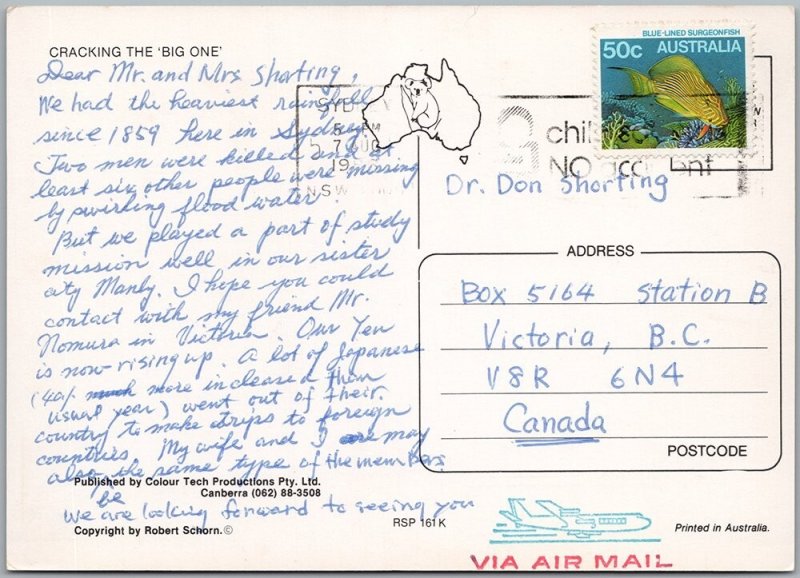 CRACKING THE 'BIG ONE'
Dear Mr. and Mrs Shorting,
We had the heaviest rainfall
since 1859 here in Sydney.
Two men were killed and at
least six other people were missing
by swirling flood water.
But we played a part of study
mission well in our sister
city Manly. I hope you could
contact with my friend Mr.
Nomura in Victoria. Our Yen
is now rising up. A lot of Japanese
more increased than
usual year) went out of their
country to make trips to foreign
countries. My wife and I may
also be the same type of the members
We are looking forward to seeing you
Published by Colour Tech Productions Pty. Ltd.
Canberra (062) 88-3508
Copyright by Robert Schorn.©
RSP 161K
BLUE-LINED SURGEONFISH
50c AUSTRALIA
SYD
NSW
NO
Dr. Don Shorting
ADDRESS
Box 5164 Station B
Victoria, B.C.
V8R 6N4
Canada
POSTCODE
VIA AIR MAIL
Printed in Australia.